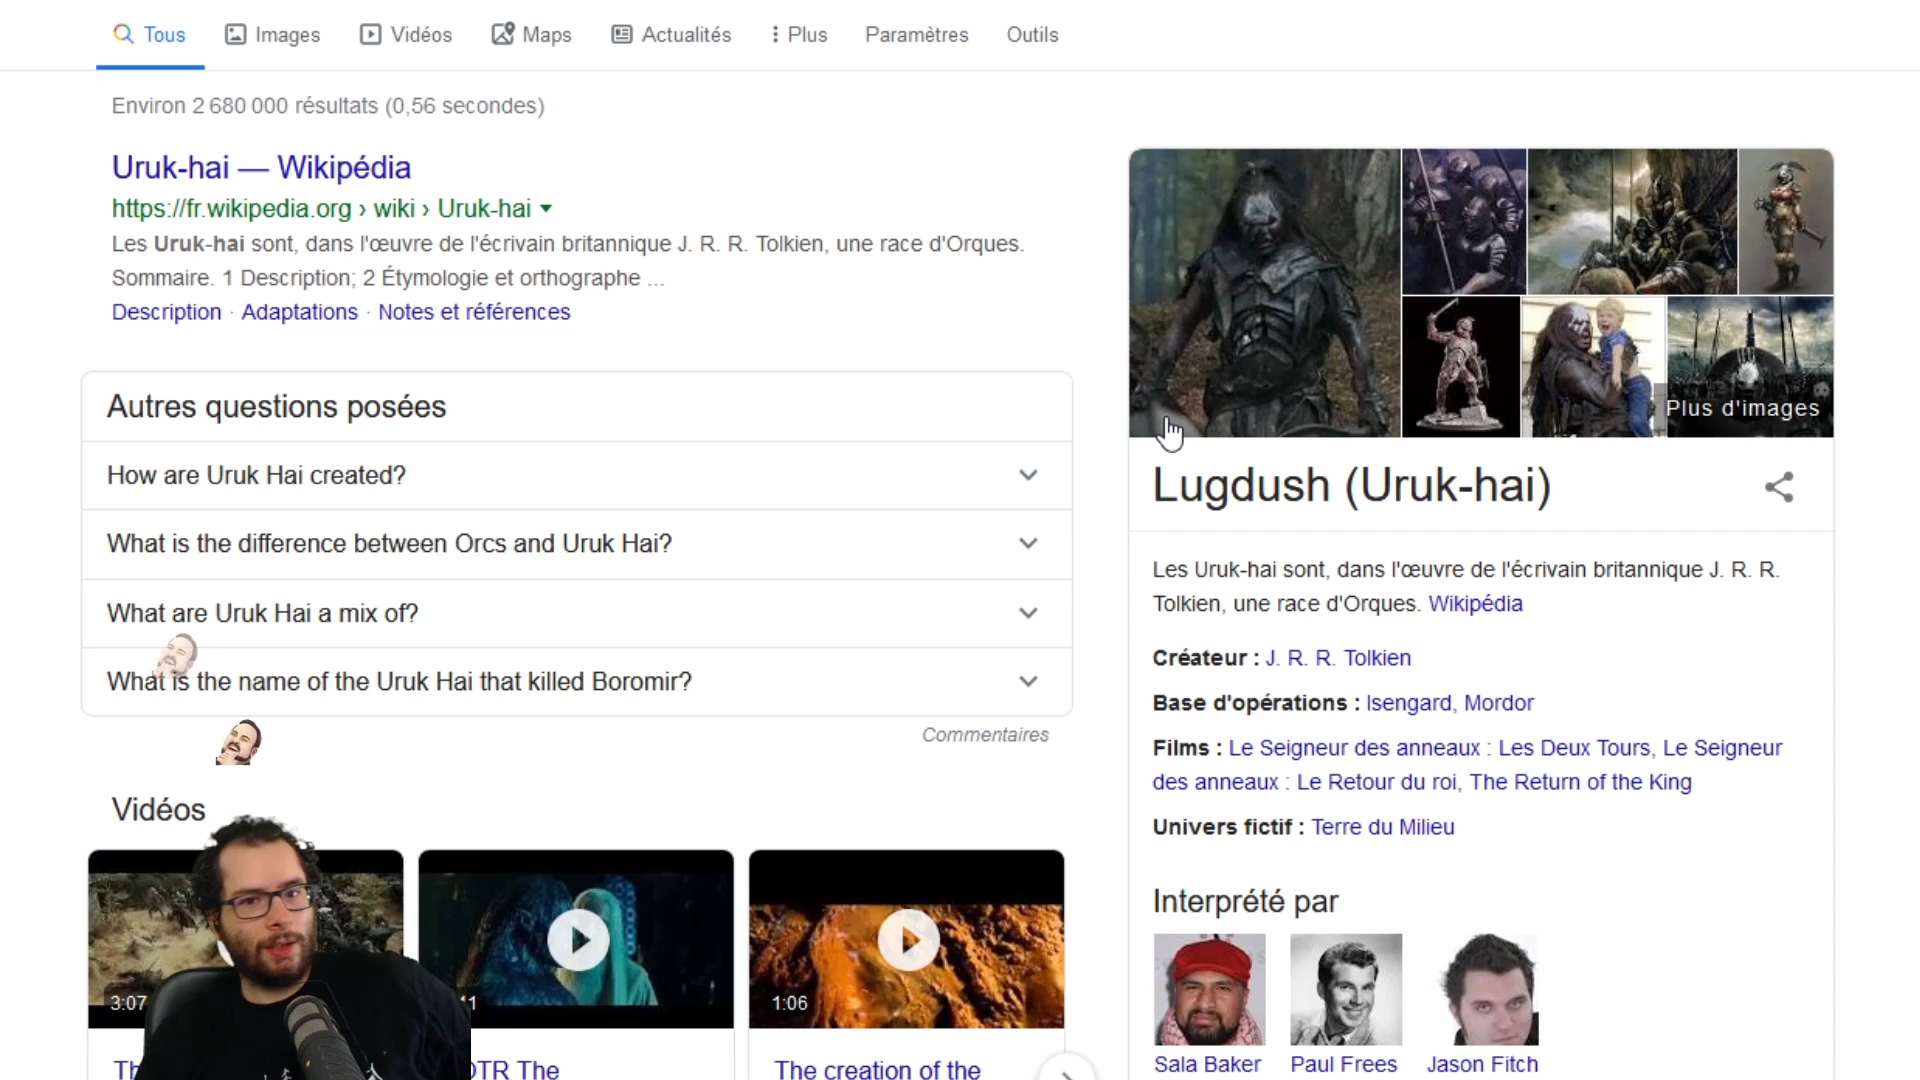 Tous Images Vidéos Maps Actualités Plus Paramètres Outils
Environ 2 680 000 résultats (0,56 secondes)
Uruk-hai — Wikipédia
https://fr.wikipedia.org › wiki › Uruk-hai
Les Uruk-hai sont, dans l'œuvre de l'écrivain britannique J. R. R. Tolkien, une race d'Orques.
Sommaire. 1 Description; 2 Étymologie et orthographe ...
Description · Adaptations · Notes et références
Autres questions posées
How are Uruk Hai created?
What is the difference between Orcs and Uruk Hai?
What are Uruk Hai a mix of?
What is the name of the Uruk Hai that killed Boromir?
Commentaires
Vidéos
3:07
1:06
The creation of the
Plus d'images
Lugdush (Uruk-hai)
Les Uruk-hai sont, dans l'œuvre de l'écrivain britannique J. R. R.
Tolkien, une race d'Orques. Wikipédia
Créateur : J. R. R. Tolkien
Base d'opérations : Isengard, Mordor
Films : Le Seigneur des anneaux : Les Deux Tours, Le Seigneur
des anneaux : Le Retour du roi, The Return of the King
Univers fictif : Terre du Milieu
Interprété par
Sala Baker Paul Frees Jason Fitch